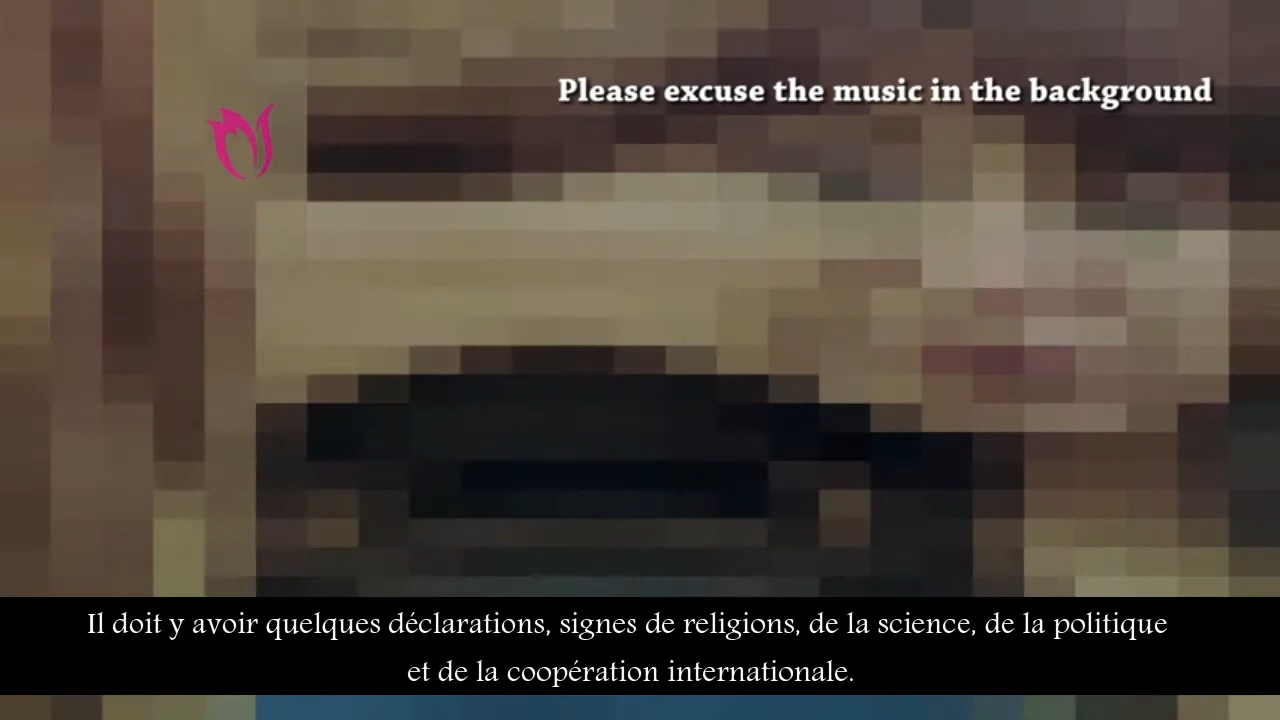 Please excuse the music in the background
Il doit y avoir quelques déclarations, signes de religions, de la science, de la politique
et de la coopération internationale.